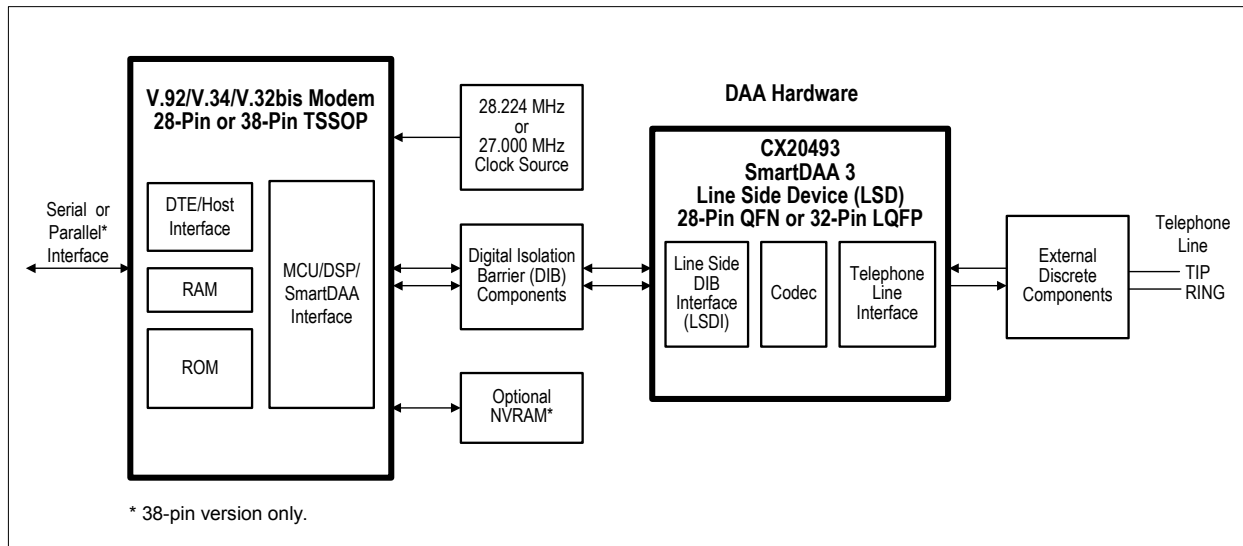 V.92/V.34/V.32bis Modem
28-Pin or 38-Pin TSSOP
Serial or
Parallel*
Interface
DTE/Host
Interface
RAM
ROM
MCU/DSP/
SmartDAA
Interface
28.224 MHz
or
27.000 MHz
Clock Source
Digital Isolation
Barrier (DIB)
Components
Optional
NVRAM*
DAA Hardware
CX20493
SmartDAA 3
Line Side Device (LSD)
28-Pin QFN or 32-Pin LQFP
Line Side
DIB
Interface
(LSDI)
Codec
Telephone
Line
Interface
External
Discrete
Components
Telephone
Line
TIP
RING
* 38-pin version only.